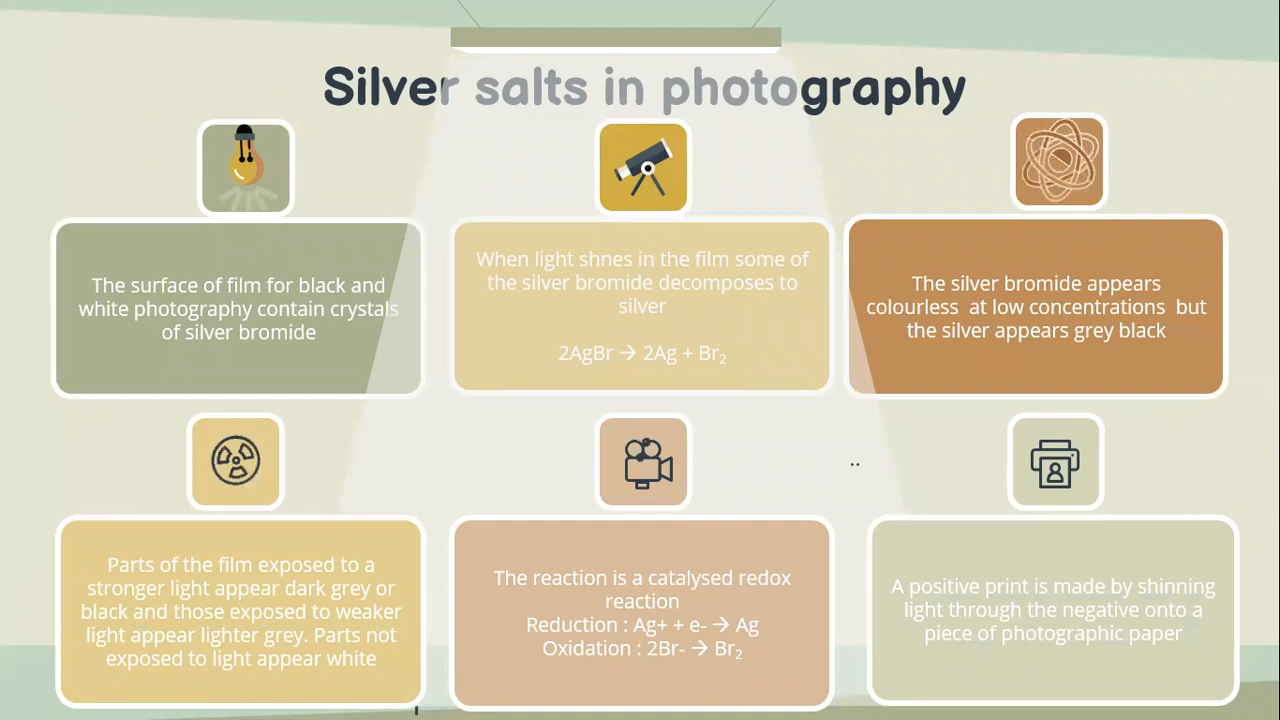 Silver salts in photography
The surface of film for black and
white photography contain crystals
of silver bromide
When light shnes in the film some of
the silver bromide decomposes to
silver
2AgBr → 2Ag + Br₂
The silver bromide appears
colourless at low concentrations but
the silver appears grey black
Parts of the film exposed to a
stronger light appear dark grey or
black and those exposed to weaker
light appear lighter grey. Parts not
exposed to light appear white
The reaction is a catalysed redox
reaction
Reduction : Ag+ + e- → Ag
Oxidation : 2Br- → Br₂
..
A positive print is made by shinning
light through the negative onto a
piece of photographic paper